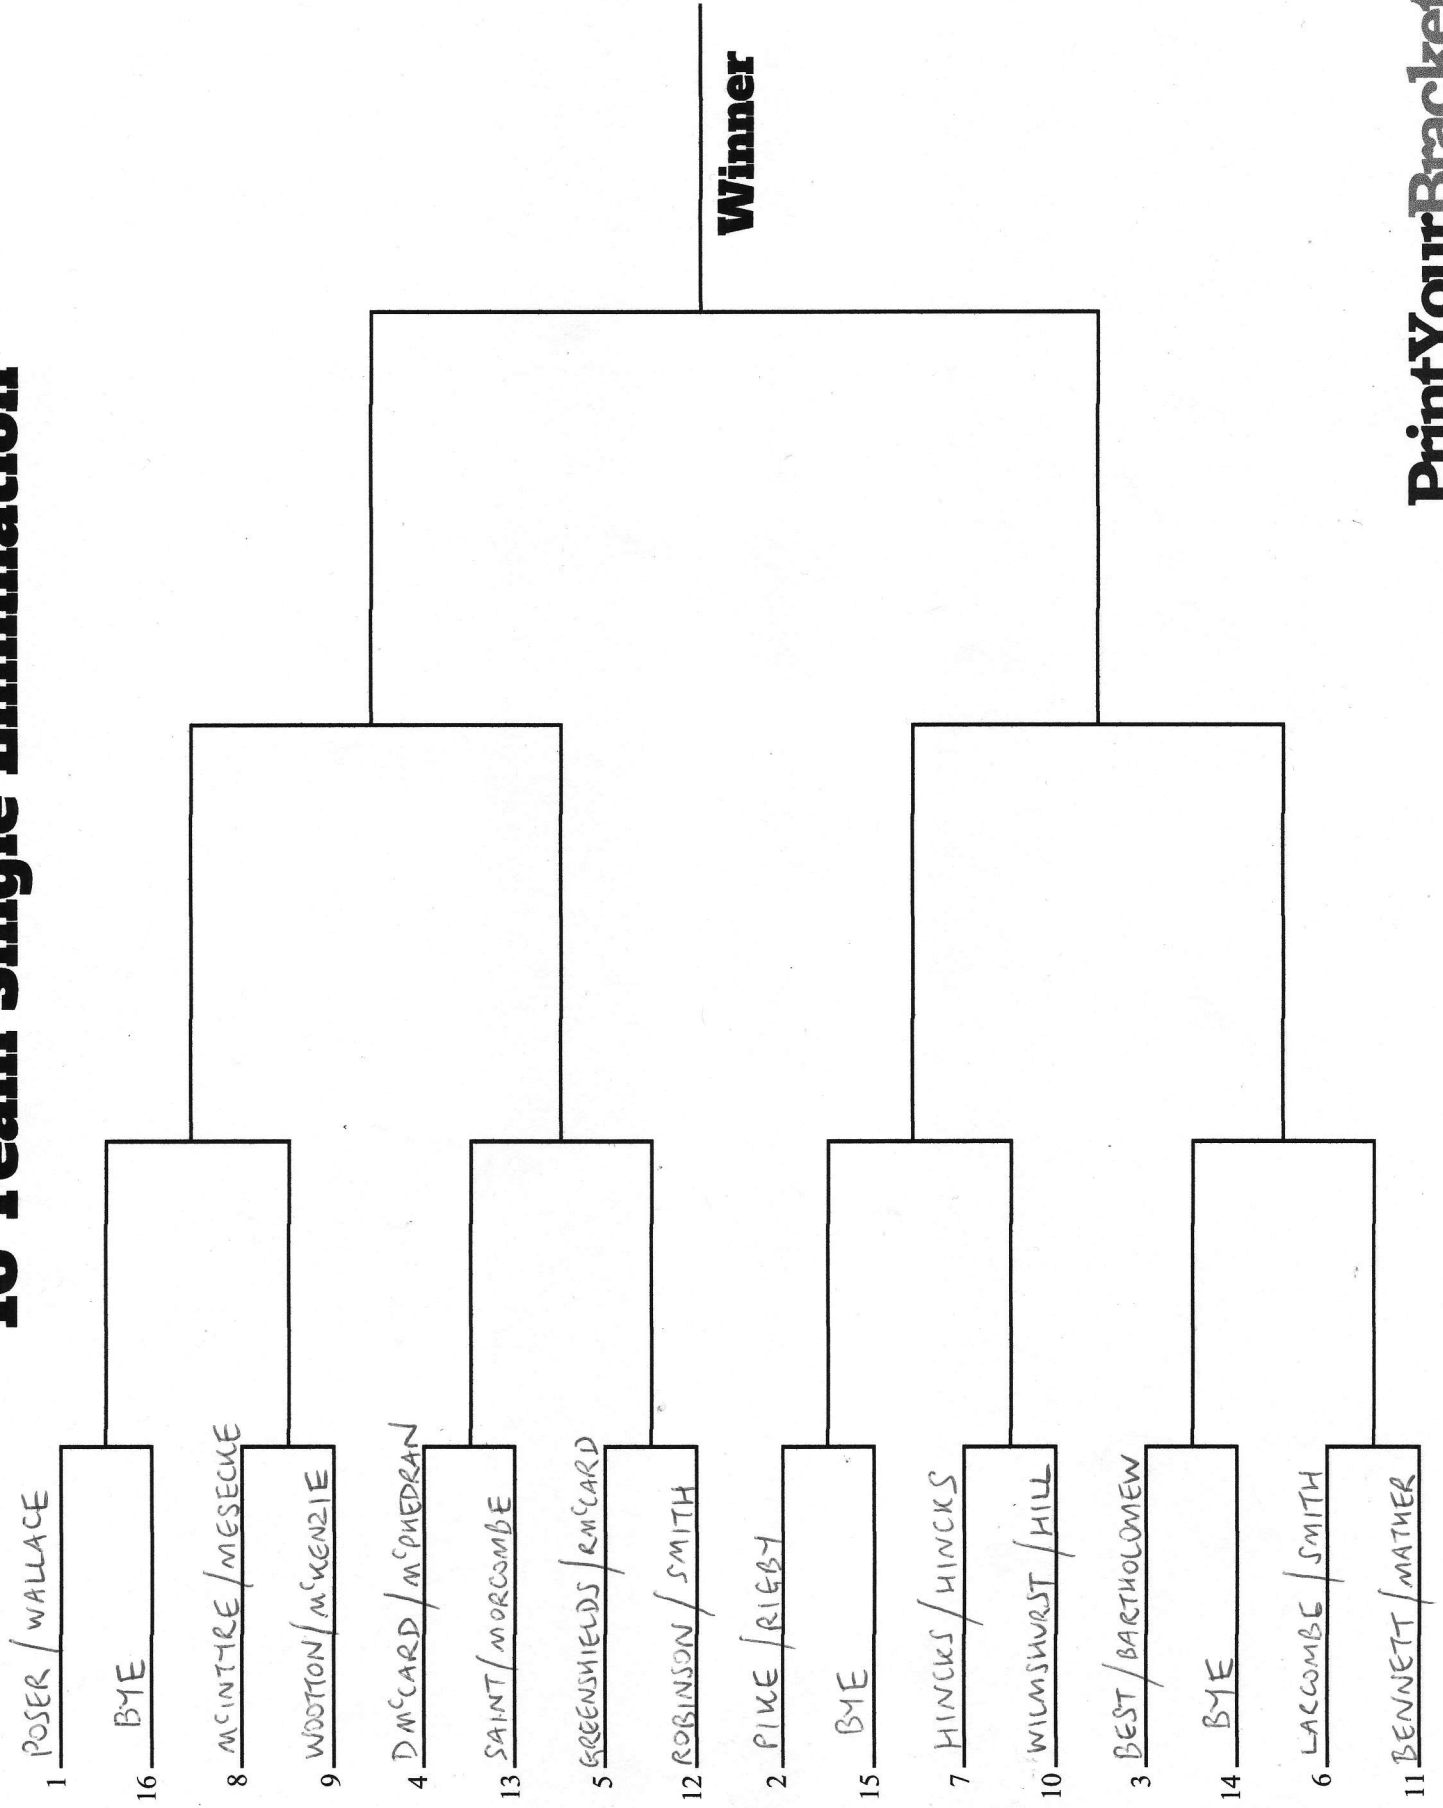 16 Team Single Elimination
1 POSER / WALLACE
16 BYE
8 McINTYRE / MESECKE
9 WOOTTON / McKENZIE
4 D McCARD / McPHEDRAN
13 SAINT / MORCOMBE
5 GREENSHIELDS / R McCARD
12 ROBINSON / SMITH
2 PIKE / RIGBY
15 BYE
7 HINCKS / HINCKS
10 WILMSHURST / HILL
3 BEST / BARTHOLOMEW
14 BYE
6 LARCOMBE / SMITH
11 BENNETT / MATHER
Winner
PrintYourBracket